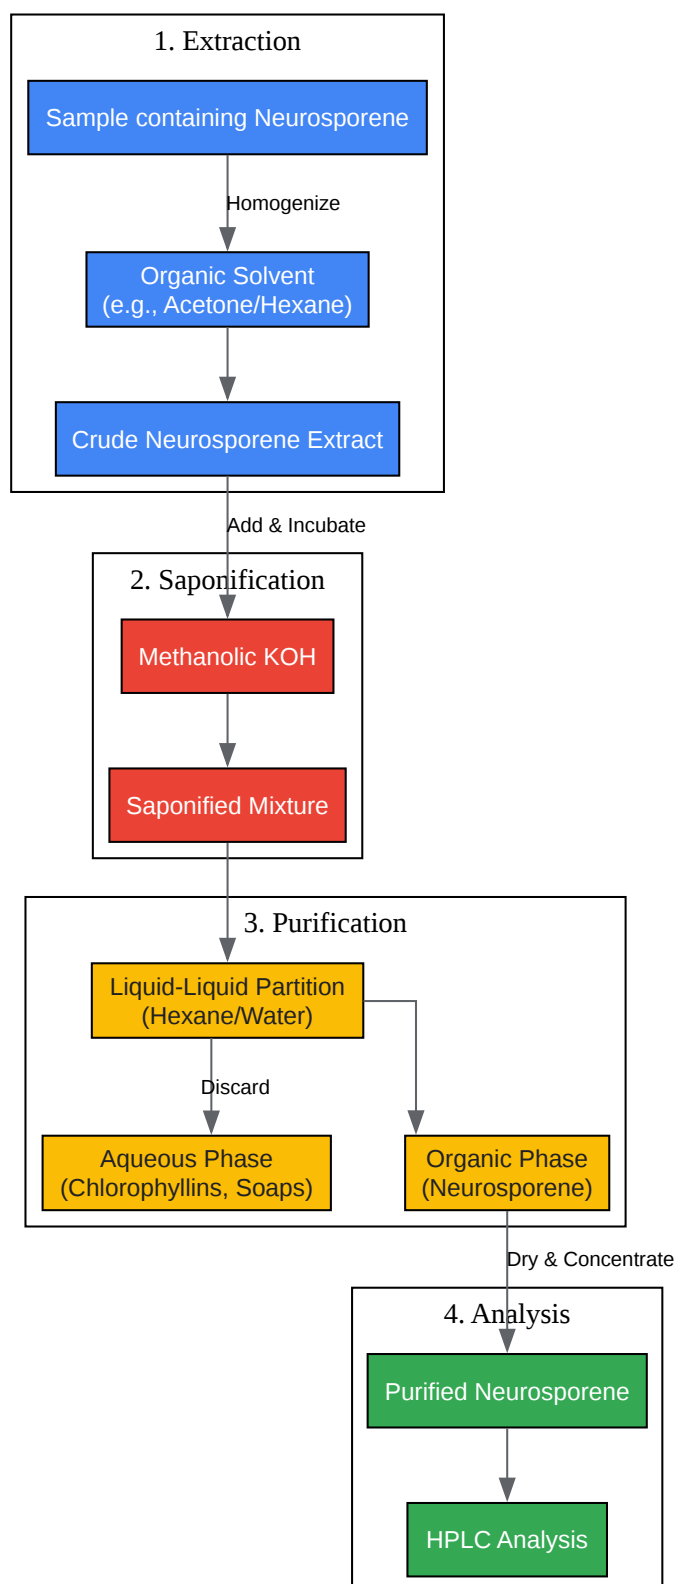 1. Extraction
Sample containing Neurosporene
Homogenize
Organic Solvent
(e.g., Acetone/Hexane)
Crude Neurosporene Extract
Add & Incubate
2. Saponification
Methanolic KOH
Saponified Mixture
3. Purification
Liquid-Liquid Partition
(Hexane/Water)
Discard
Aqueous Phase
(Chlorophyllins, Soaps)
Organic Phase
(Neurosporene)
Dry & Concentrate
4. Analysis
Purified Neurosporene
HPLC Analysis